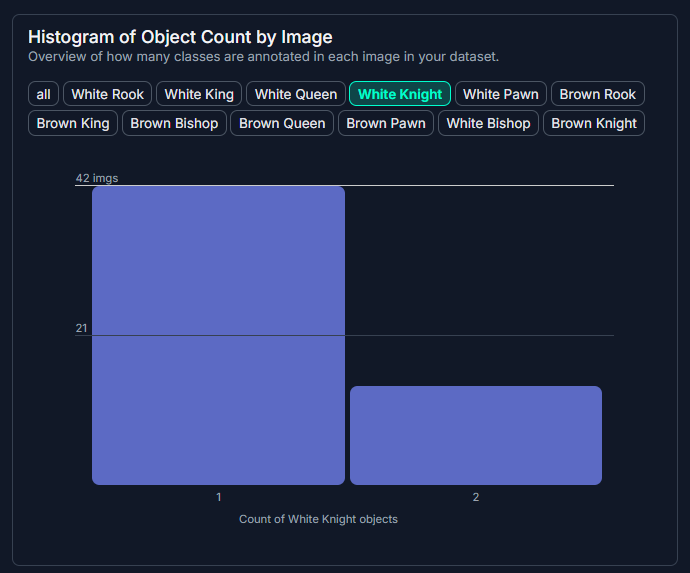 Histogram of Object Count by Image
Overview of how many classes are annotated in each image in your dataset.
all White Rook White King White Queen White Knight White Pawn Brown Rook
Brown King Brown Bishop Brown Queen Brown Pawn White Bishop Brown Knight
42 imgs
21
1 2
Count of White Knight objects